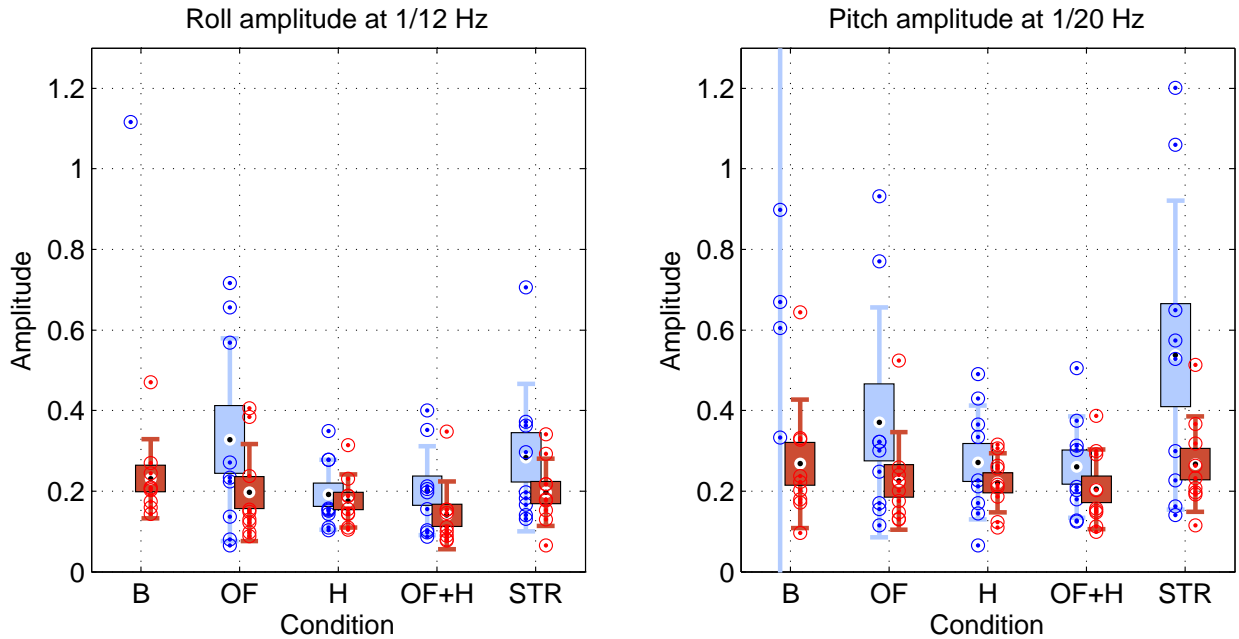 Roll amplitude at 1/12 Hz
Amplitude
1.2
1
0.8
0.6
0.4
0.2
0
B OF H OF+H STR
Condition
Pitch amplitude at 1/20 Hz
Amplitude
1.2
1
0.8
0.6
0.4
0.2
0
B OF H OF+H STR
Condition